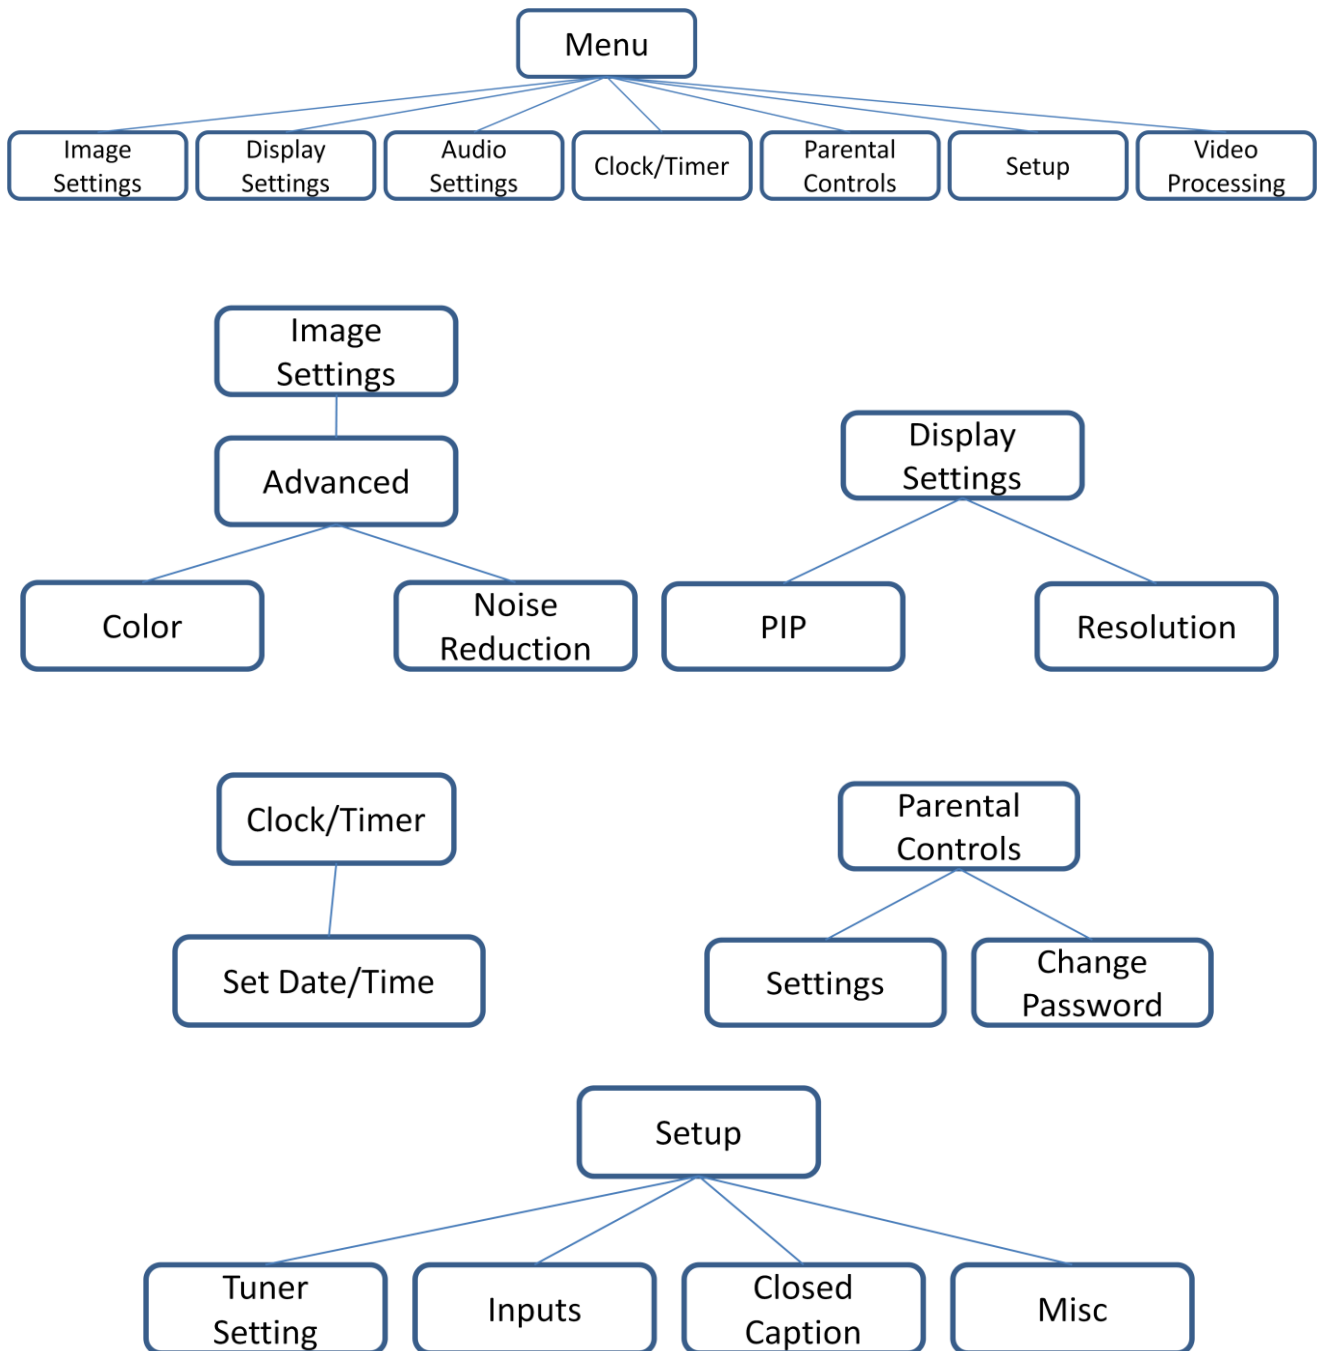 Menu
Image
Settings
Display
Settings
Audio
Settings
Clock/Timer
Parental
Controls
Setup
Video
Processing
Image
Settings
Advanced
Color
Noise
Reduction
Display
Settings
PIP
Resolution
Clock/Timer
Set Date/Time
Parental
Controls
Settings
Change
Password
Setup
Tuner
Setting
Inputs
Closed
Caption
Misc